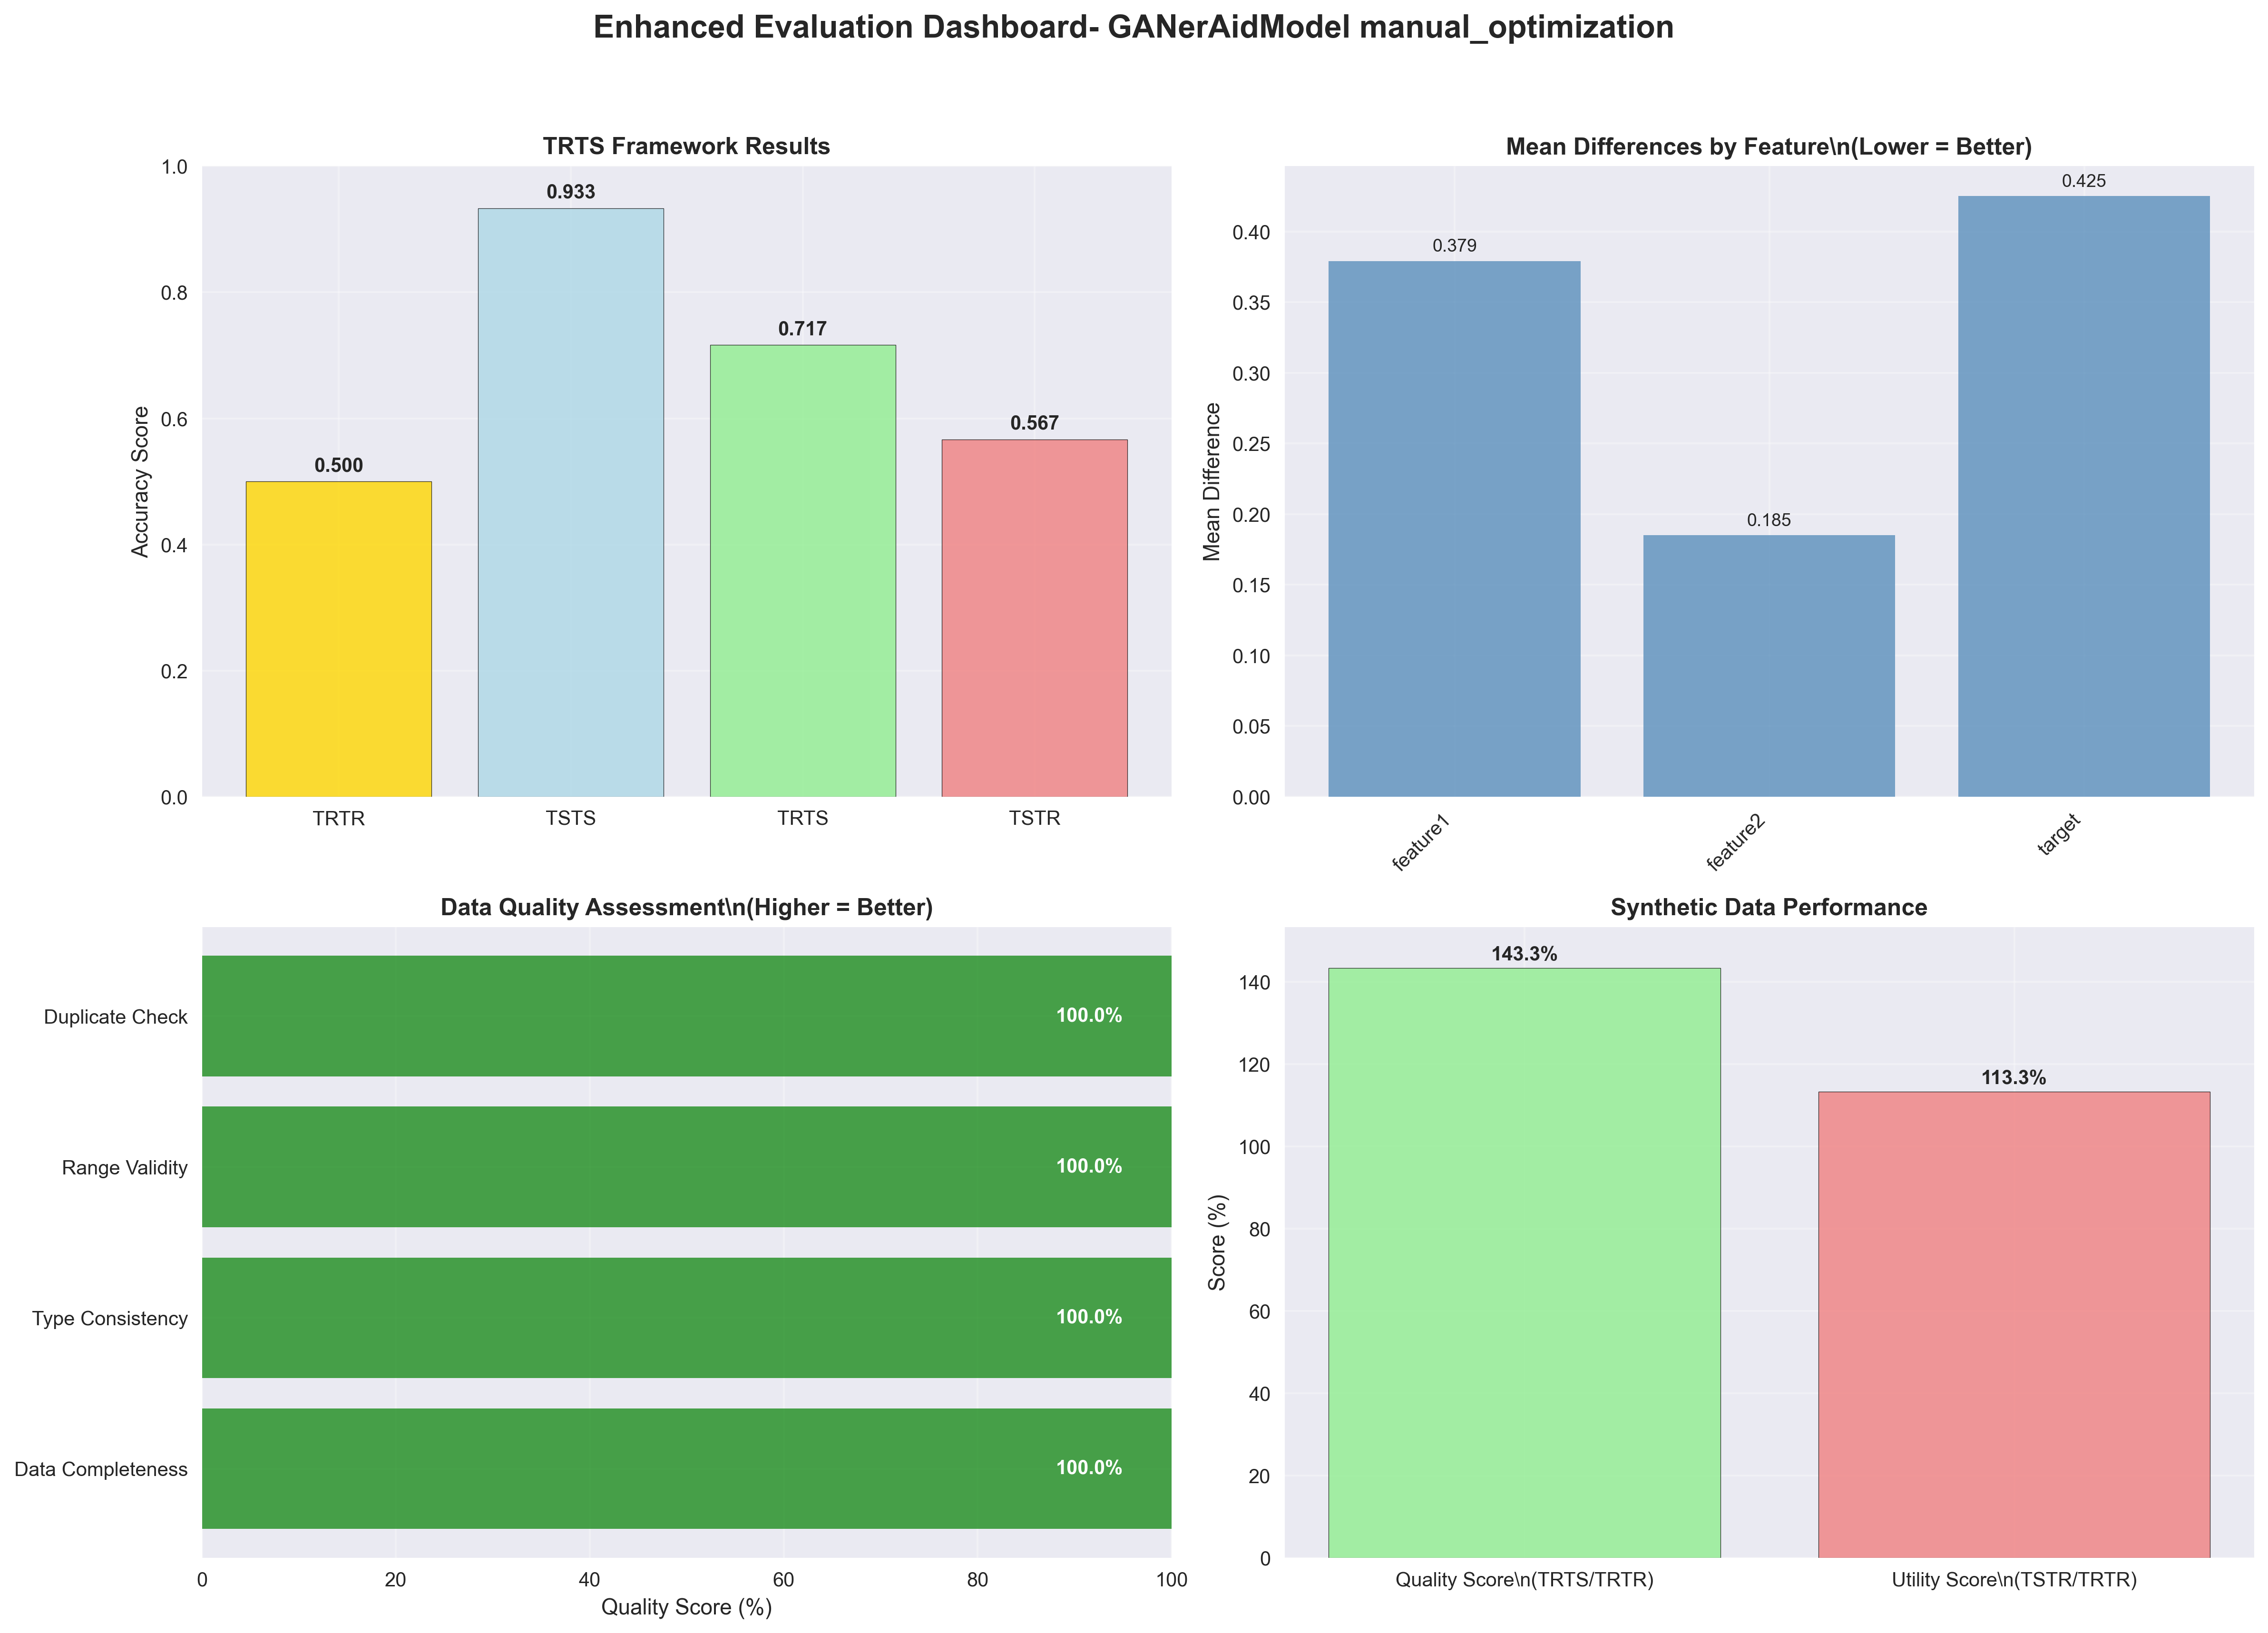 Enhanced Evaluation Dashboard- GANerAidModel manual_optimization
TRTS Framework Results
Accuracy Score
1.0
0.8
0.6
0.4
0.2
0.0
0.500
0.933
0.717
0.567
TRTR
TSTS
TRTS
TSTR
Mean Differences by Feature\n(Lower = Better)
Mean Difference
0.40
0.35
0.30
0.25
0.20
0.15
0.10
0.05
0.00
0.379
0.185
0.425
feature1
feature2
target
Data Quality Assessment\n(Higher = Better)
Duplicate Check
100.0%
Range Validity
100.0%
Type Consistency
100.0%
Data Completeness
100.0%
0
20
40
60
80
100
Quality Score (%)
Synthetic Data Performance
Score (%)
140
120
100
80
60
40
20
0
143.3%
113.3%
Quality Score\n(TRTS/TRTR)
Utility Score\n(TSTR/TRTR)